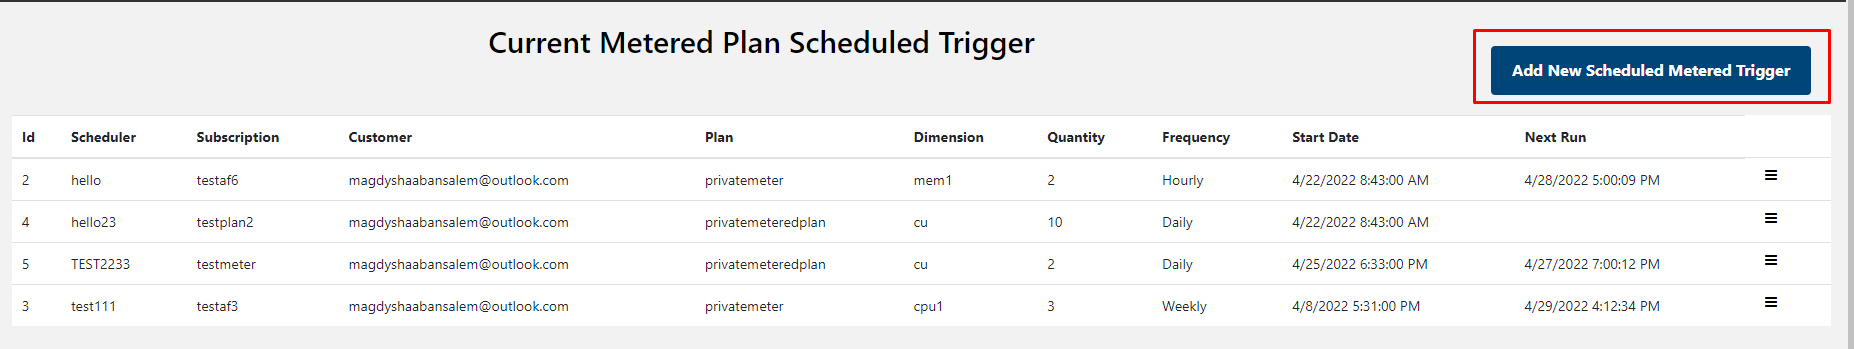 Current Metered Plan Scheduled Trigger
Add New Scheduled Metered Trigger
Id Scheduler Subscription Customer Plan Dimension Quantity Frequency Start Date Next Run
2 hello testaf6 magdyshaabansalem@outlook.com privatemeter mem1 2 Hourly 4/22/2022 8:43:00 AM 4/28/2022 5:00:09 PM
4 hello23 testplan2 magdyshaabansalem@outlook.com privatemeteredplan cu 10 Daily 4/22/2022 8:43:00 AM
5 TEST2233 testmeter magdyshaabansalem@outlook.com privatemeteredplan cu 2 Daily 4/25/2022 6:33:00 PM 4/27/2022 7:00:12 PM
3 test111 testaf3 magdyshaabansalem@outlook.com privatemeter cpu1 3 Weekly 4/8/2022 5:31:00 PM 4/29/2022 4:12:34 PM